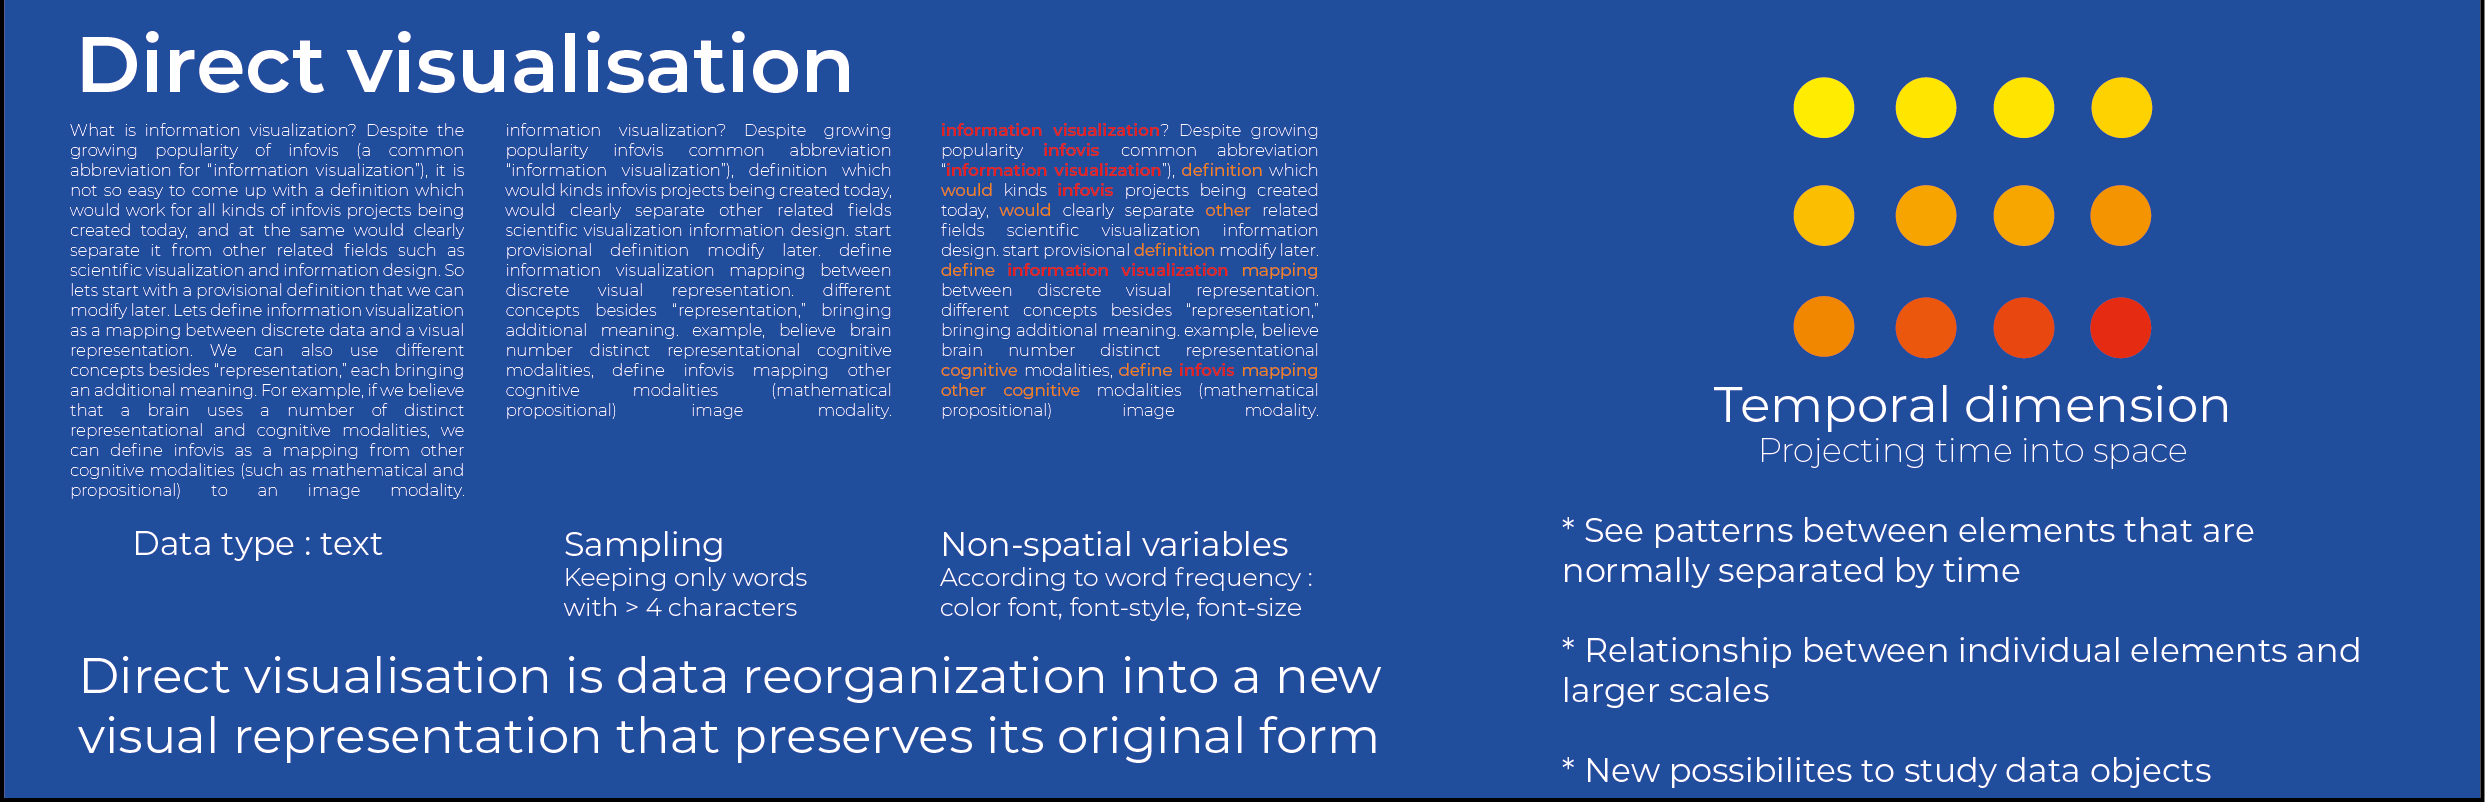 Direct visualisation
What is information visualization? Despite the
growing popularity of infovis (a common
abbreviation for “information visualization”), it is
not so easy to come up with a definition which
would work for all kinds of infovis projects being
created today, and at the same would clearly
separate it from other related fields such as
scientific visualization and information design. So
lets start with a provisional definition that we can
modify later. Lets define information visualization
as a mapping between discrete data and a visual
representation. We can also use different
concepts besides “representation,” each bringing
an additional meaning. For example, if we believe
that a brain uses a number of distinct
representational and cognitive modalities, we
can define infovis as a mapping from other
cognitive modalities (such as mathematical and
propositional) to an image modality.
Data type : text
information visualization? Despite growing
popularity infovis common abbreviation
“information visualization”), definition which
would kinds infovis projects being created today,
would clearly separate other related fields
scientific visualization information design. start
provisional definition modify later. define
information visualization mapping between
discrete visual representation. different
concepts besides “representation,” bringing
additional meaning. example, believe brain
number distinct representational cognitive
modalities, define infovis mapping other
cognitive modalities (mathematical
propositional) image modality.
Sampling
Keeping only words
with > 4 characters
information visualization? Despite growing
popularity infovis common abbreviation
“information visualization”), definition which
would kinds infovis projects being created
today, would clearly separate other related
fields scientific visualization information
design. start provisional definition modify later.
define information visualization mapping
between discrete visual representation.
different concepts besides “representation,”
bringing additional meaning. example, believe
brain number distinct representational
cognitive modalities, define infovis mapping
other cognitive modalities (mathematical
propositional) image modality.
Non-spatial variables
According to word frequency :
color font, font-style, font-size
Direct visualisation is data reorganization into a new
visual representation that preserves its original form
Temporal dimension
Projecting time into space
* See patterns between elements that are
normally separated by time
* Relationship between individual elements and
larger scales
* New possibilites to study data objects